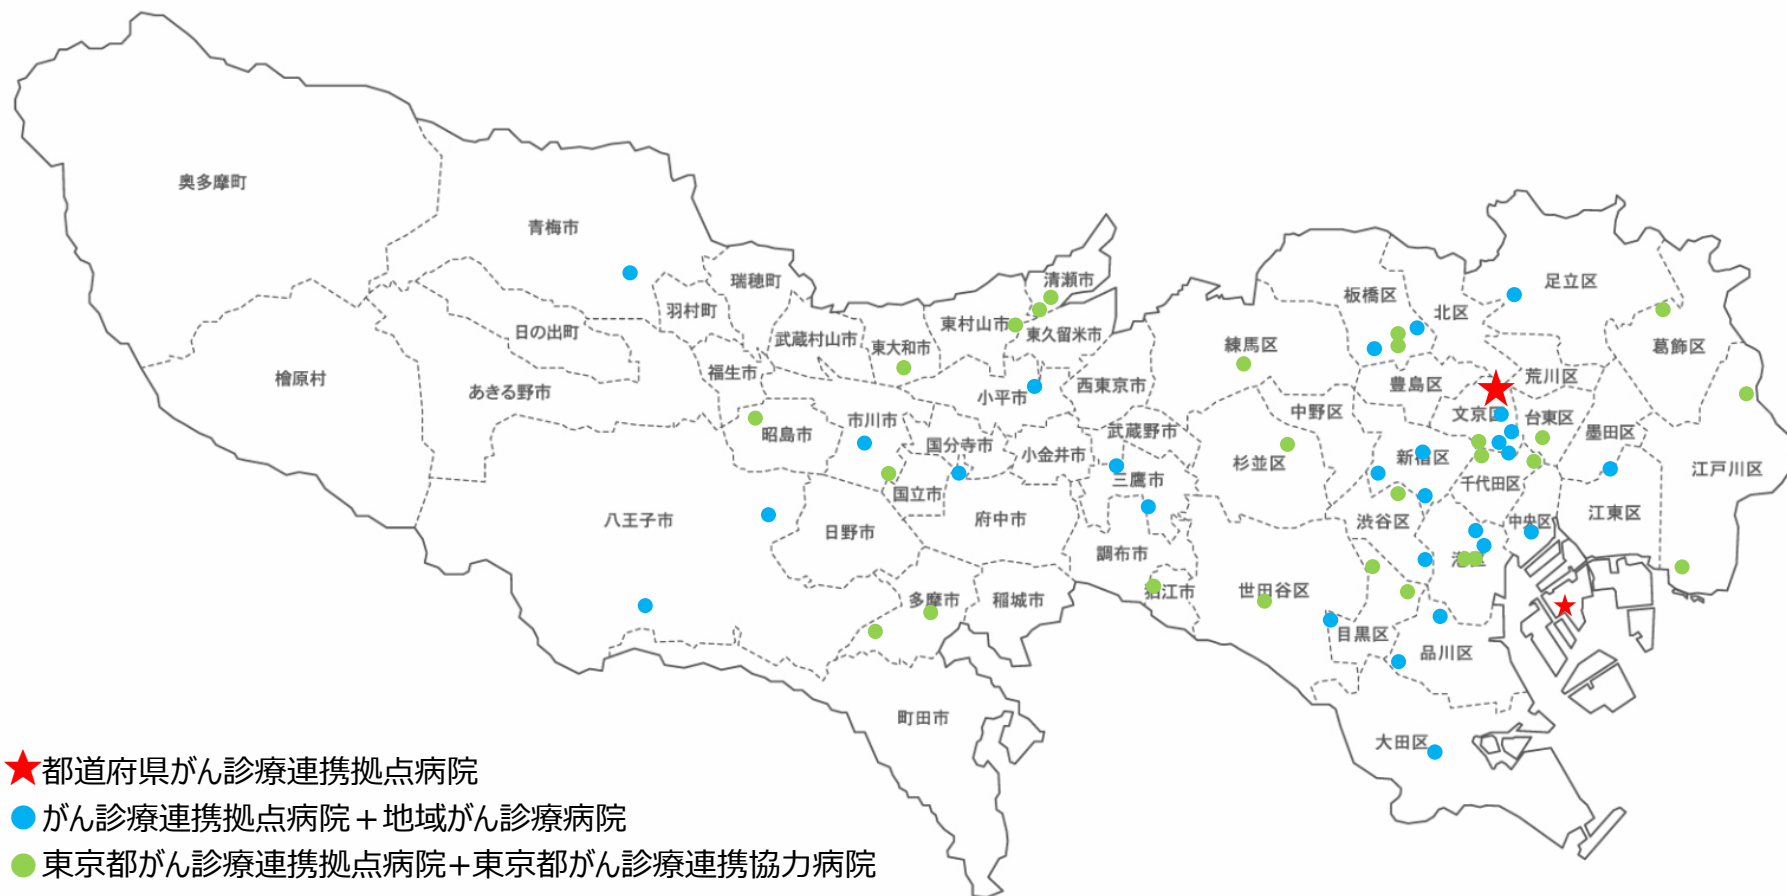 奥多摩町
青梅市
瑞穂町
羽村町
日の出町
檜原村
あきる野市
福生市
武蔵村山市
東大和市
東村山市
清瀬市
東久留米市
昭島市
市川市
小平市
西東京市
国分寺市
小金井市
武蔵野市
三鷹市
国立市
八王子市
日野市
府中市
調布市
狛江市
多摩市
稲城市
町田市
練馬区
板橋区
北区
足立区
葛飾区
豊島区
荒川区
中野区
文京区
台東区
墨田区
杉並区
新宿区
千代田区
江戸川区
渋谷区
中央区
江東区
港区
世田谷区
目黒区
品川区
大田区
都道府県がん診療連携拠点病院
がん診療連携拠点病院+地域がん診療病院
東京都がん診療連携拠点病院+東京都がん診療連携協力病院